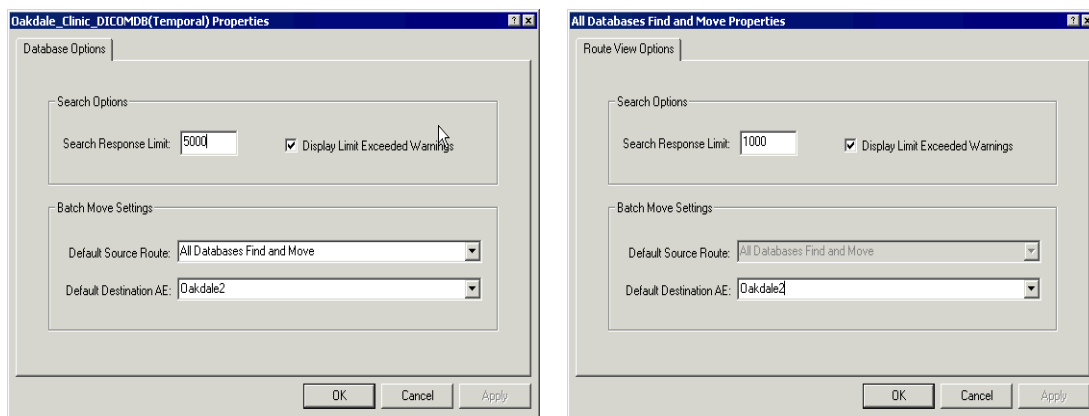 Oakdale_Clinic_DICOMDB(Temporal) Properties
Database Options
Search Options
Search Response Limit: 5000 Display Limit Exceeded Warnings
Batch Move Settings
Default Source Route: All Databases Find and Move
Default Destination AE: Oakdale2
OK Cancel Apply
All Databases Find and Move Properties
Route View Options
Search Options
Search Response Limit: 1000 Display Limit Exceeded Warnings
Batch Move Settings
Default Source Route: All Databases Find and Move
Default Destination AE: Oakdale2
OK Cancel Apply